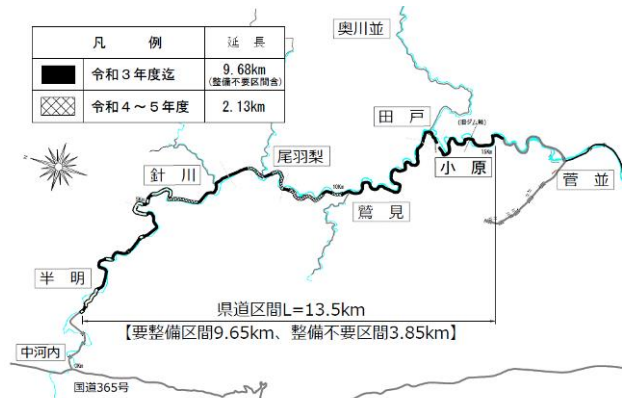 凡 例 延 長
令和３年度迄 9.68km
(整備不要区間含)
令和４～５年度 2.13km
奥川並
田 戸
尾羽梨
針 川
小 原
菅 並
鷲 見
半 明
県道区間L=13.5km
【要整備区間9.65km、整備不要区間3.85km】
中河内
国道365号